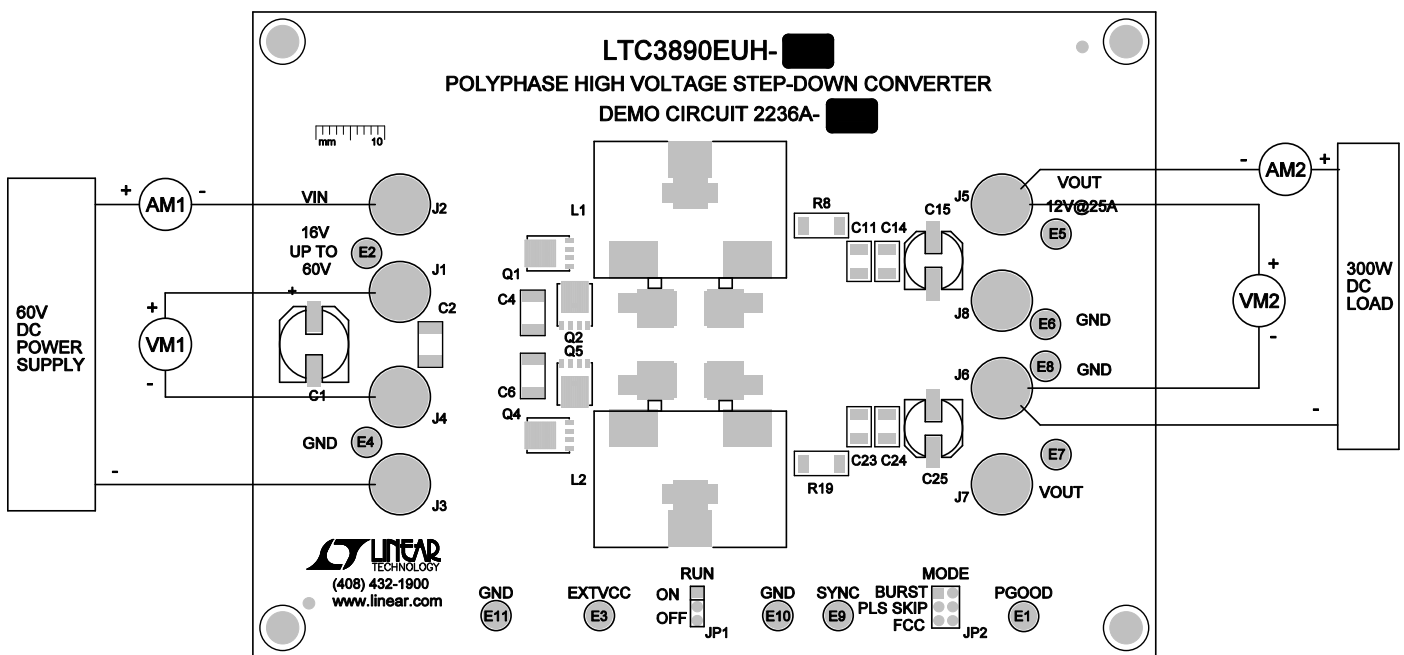 LTC3890EUH-
POLYPHASE HIGH VOLTAGE STEP-DOWN CONVERTER
DEMO CIRCUIT 2236A-
mm 10
60V
DC
POWER
SUPPLY
+ AM1 -
+
VM1
-
-
VIN
16V
UP TO
60V
J2
E2
J1
+
C1
C2
J4
GND E4
J3
L1
Q1
C4
Q2
Q5
C6
Q4
L2
R8
C11 C14
C15
C23 C24
C25
R19
J5
VOUT
12V@25A
E5
J8
E6 GND
E8 GND
J6
E7
J7
VOUT
- AM2 +
+
VM2
-
-
300W
DC
LOAD
LINEAR
TECHNOLOGY
(408) 432-1900
www.linear.com
GND
E11
EXTVCC
E3
RUN
ON
OFF
JP1
GND
E10
SYNC
E9
MODE
BURST
PLS SKIP
FCC
JP2
PGOOD
E1